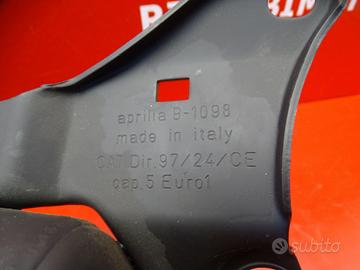 aprilia B-1098
made in italy
CAT.Dir.97/24/CE
cap.5 Euro1
subito